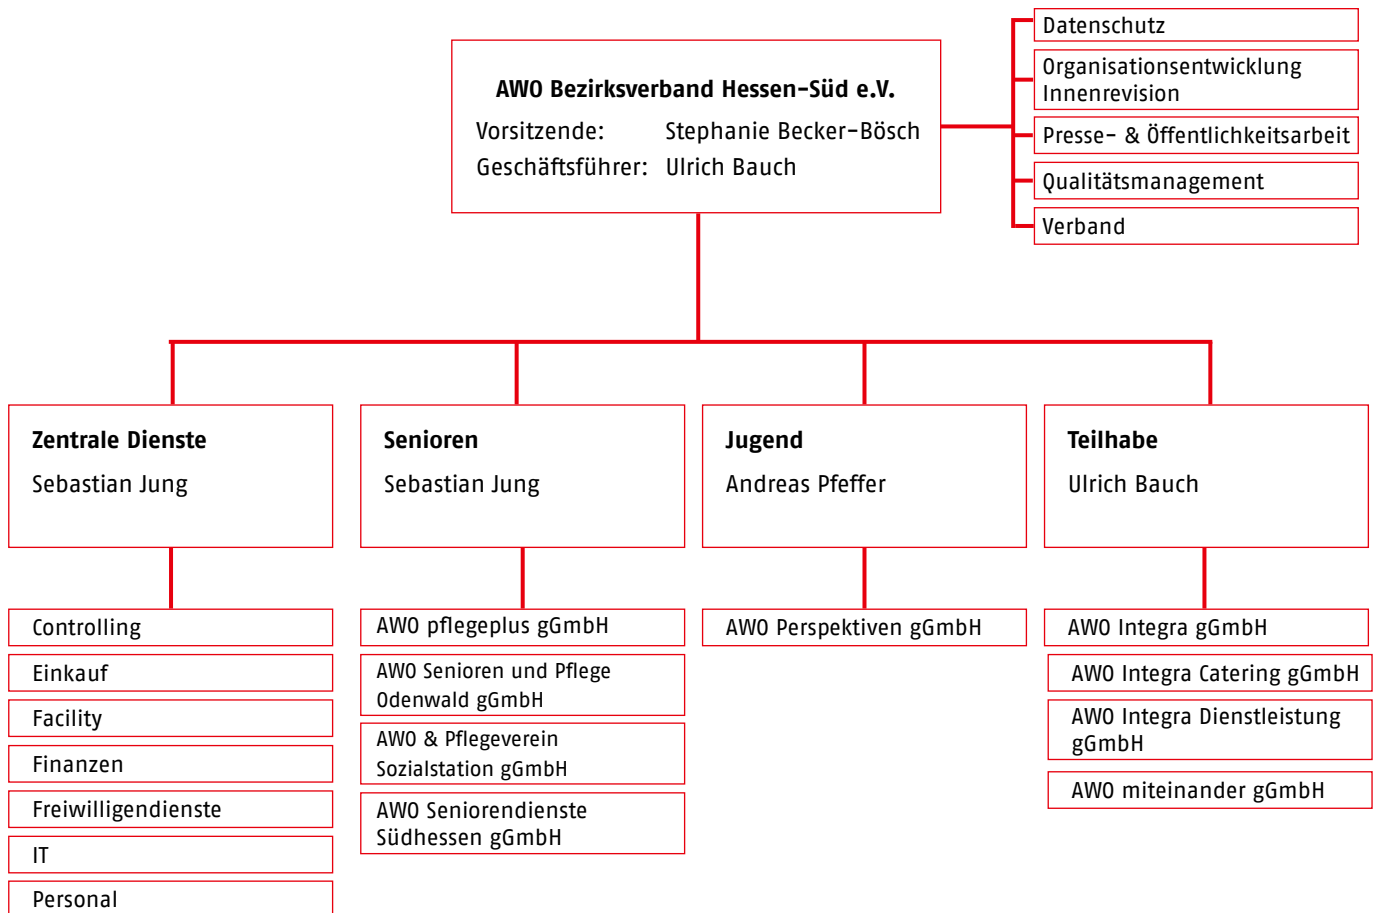 AWO Bezirksverband Hessen-Süd e.V.
Vorsitzende: Stephanie Becker-Bösch
Geschäftsführer: Ulrich Bauch
Datenschutz
Organisationsentwicklung
Innenrevision
Presse- & Öffentlichkeitsarbeit
Qualitätsmanagement
Verband
Zentrale Dienste
Sebastian Jung
Controlling
Einkauf
Facility
Finanzen
Freiwilligendienste
IT
Personal
Senioren
Sebastian Jung
AWO pflegeplus gGmbH
AWO Senioren und Pflege
Odenwald gGmbH
AWO & Pflegeverein
Sozialstation gGmbH
AWO Seniorendienste
Südhessen gGmbH
Jugend
Andreas Pfeffer
AWO Perspektiven gGmbH
Teilhabe
Ulrich Bauch
AWO Integra gGmbH
AWO Integra Catering gGmbH
AWO Integra Dienstleistung
gGmbH
AWO miteinander gGmbH